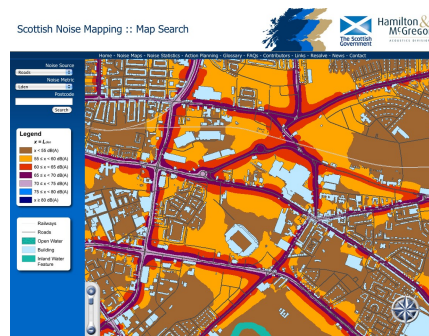 Scottish Noise Mapping :: Map Search
The Scottish
Government
Hamilton &
McGrego
Home - Noise Maps - Noise Statistics - Action Planning - Glossary - FAQs - Contributors - Links - Resolve - News - Contact
Noise Source
Roads
Noise Metric
Lden
Postcode
Search
Legend
x < 55 dB(A)
55 ≤ x < 60 dB(A)
60 ≤ x < 65 dB(A)
65 ≤ x < 70 dB(A)
70 ≤ x < 75 dB(A)
75 ≤ x < 80 dB(A)
x ≥ 80 dB(A)
Railways
Roads
Open Water
Building
Inland Water
Feature